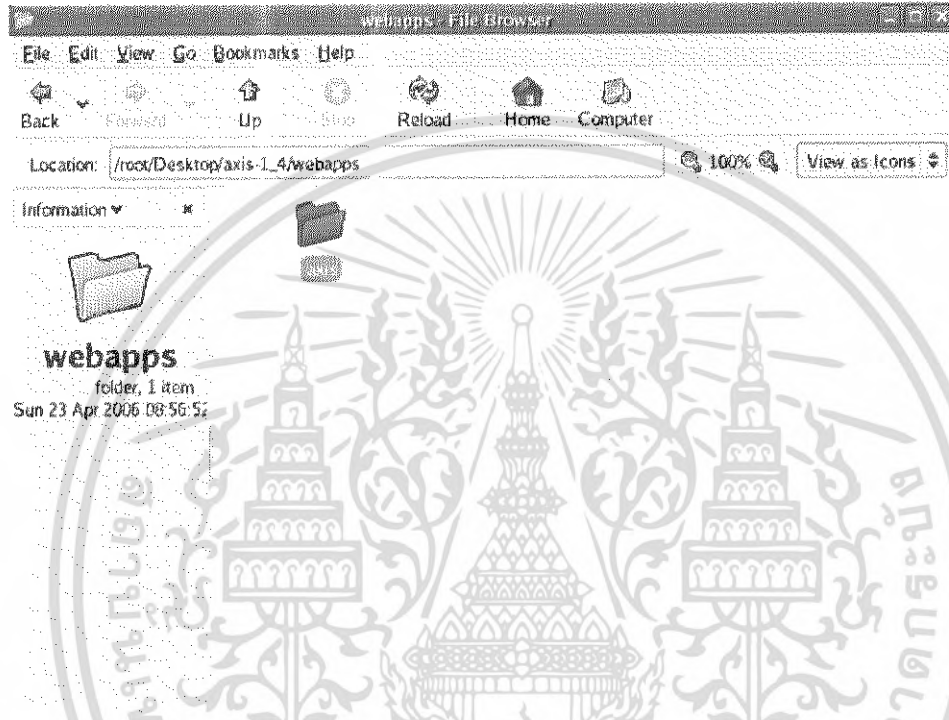 webapps - File Browser
File Edit View Go Bookmarks Help
Back Forward Up Stop Reload Home Computer
Location: /root/Desktop/axis-1_4/webapps 100% View as Icons
Information
webapps
folder, 1 item
Sun 23 Apr 2006 08:56:52